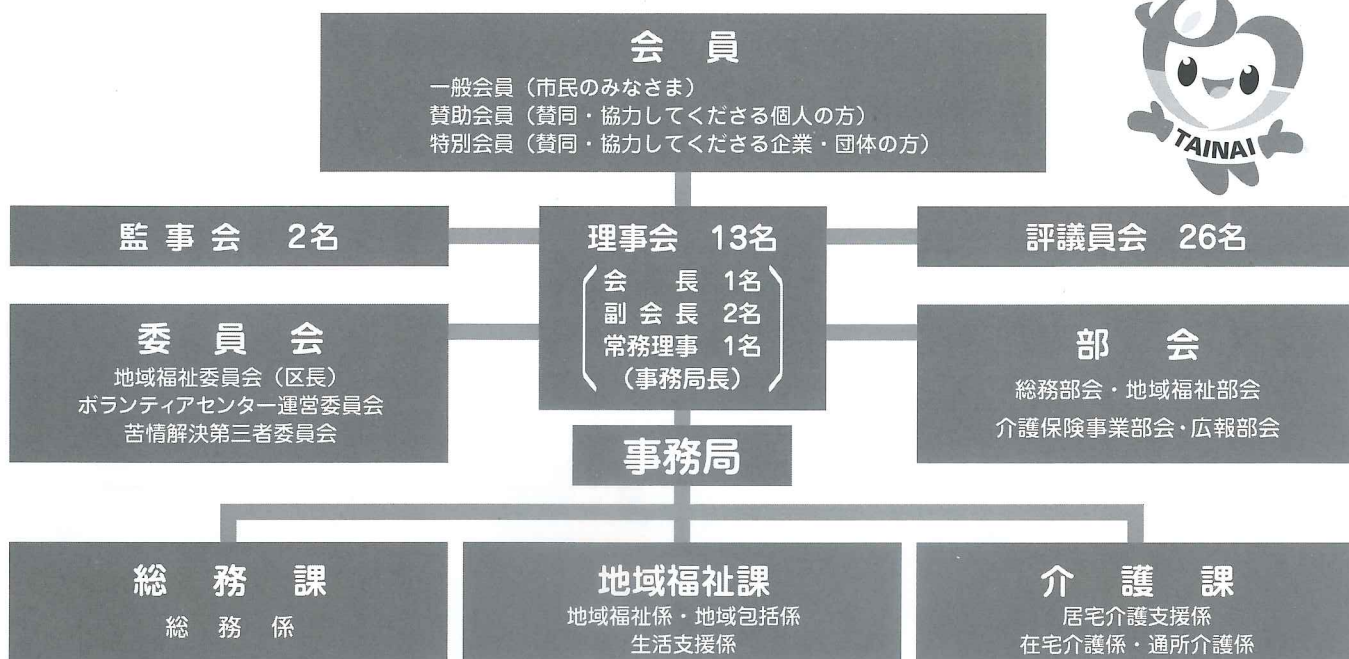 会員
一般会員（市民のみなさま）
賛助会員（賛同・協力してくださる個人の方）
特別会員（賛同・協力してくださる企業・団体の方）
TAINAI
監事会 2名
理事会 13名
会長 1名
副会長 2名
常務理事 1名
（事務局長）
評議員会 26名
委員会
地域福祉委員会（区長）
ボランティアセンター運営委員会
苦情解決第三者委員会
部会
総務部会・地域福祉部会
介護保険事業部会・広報部会
事務局
総務課
総務係
地域福祉課
地域福祉係・地域包括係
生活支援係
介護課
居宅介護支援係
在宅介護係・通所介護係